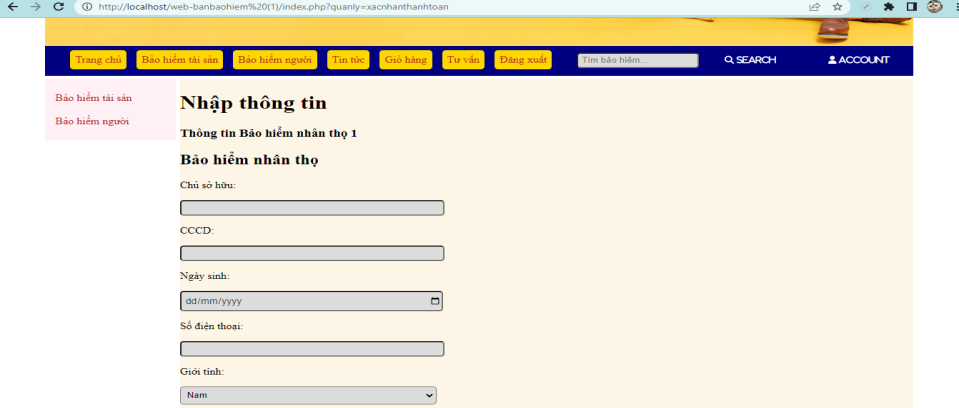 http://localhost/web-banbaohiem%20(1)/index.php?quanly=xacnhanthanhtoan
Trang chủ Bảo hiểm tài sản Bảo hiểm người Tin tức Giỏ hàng Tư vấn Đăng xuất Tìm bảo hiểm... SEARCH ACCOUNT
Bảo hiểm tài sản
Bảo hiểm người
Nhập thông tin
Thông tin Bảo hiểm nhân thọ 1
Bảo hiểm nhân thọ
Chủ sở hữu:
CCCD:
Ngày sinh:
dd/mm/yyyy
Số điện thoại:
Giới tính:
Nam